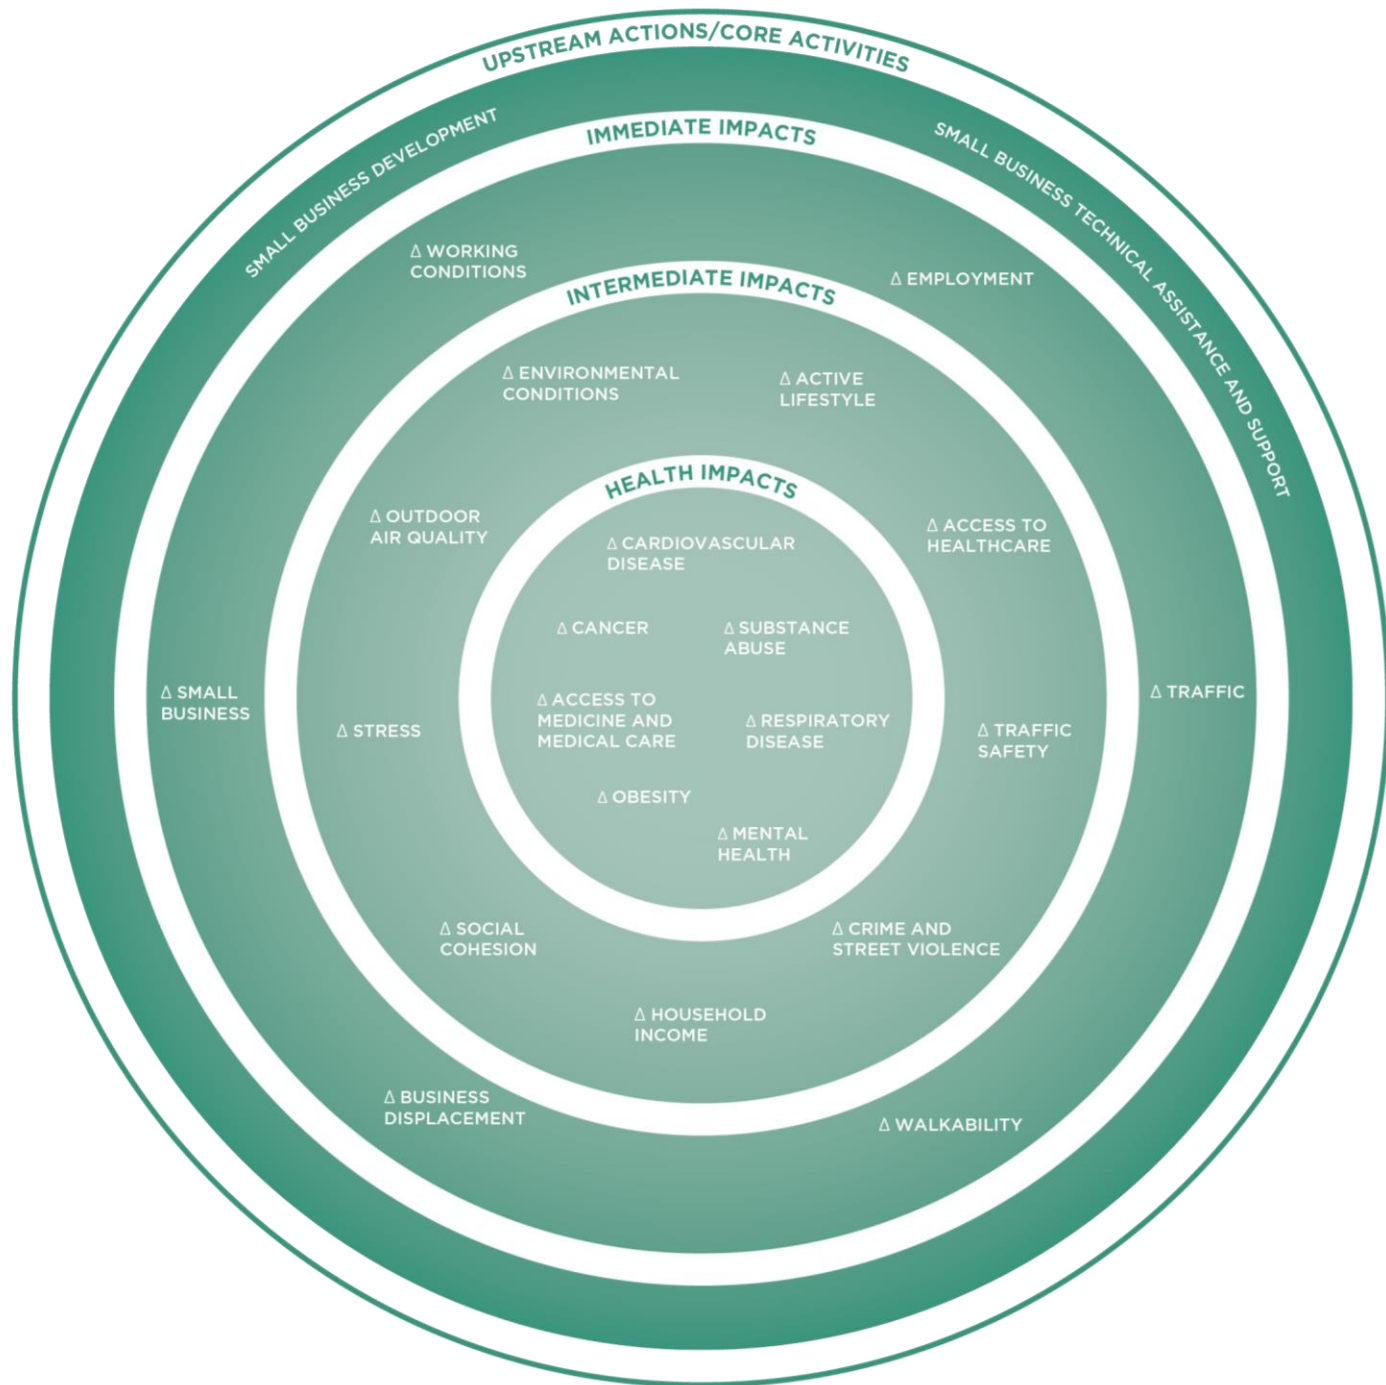 UPSTREAM ACTIONS/CORE ACTIVITIES
SMALL BUSINESS DEVELOPMENT
SMALL BUSINESS TECHNICAL ASSISTANCE AND SUPPORT
IMMEDIATE IMPACTS
Δ WORKING
CONDITIONS
Δ EMPLOYMENT
Δ SMALL
BUSINESS
Δ TRAFFIC
Δ BUSINESS
DISPLACEMENT
Δ WALKABILITY
INTERMEDIATE IMPACTS
Δ ENVIRONMENTAL
CONDITIONS
Δ ACTIVE
LIFESTYLE
Δ OUTDOOR
AIR QUALITY
Δ ACCESS TO
HEALTHCARE
Δ STRESS
Δ TRAFFIC
SAFETY
Δ SOCIAL
COHESION
Δ CRIME AND
STREET VIOLENCE
Δ HOUSEHOLD
INCOME
HEALTH IMPACTS
Δ CARDIOVASCULAR
DISEASE
Δ CANCER
Δ SUBSTANCE
ABUSE
Δ ACCESS TO
MEDICINE AND
MEDICAL CARE
Δ RESPIRATORY
DISEASE
Δ OBESITY
Δ MENTAL
HEALTH